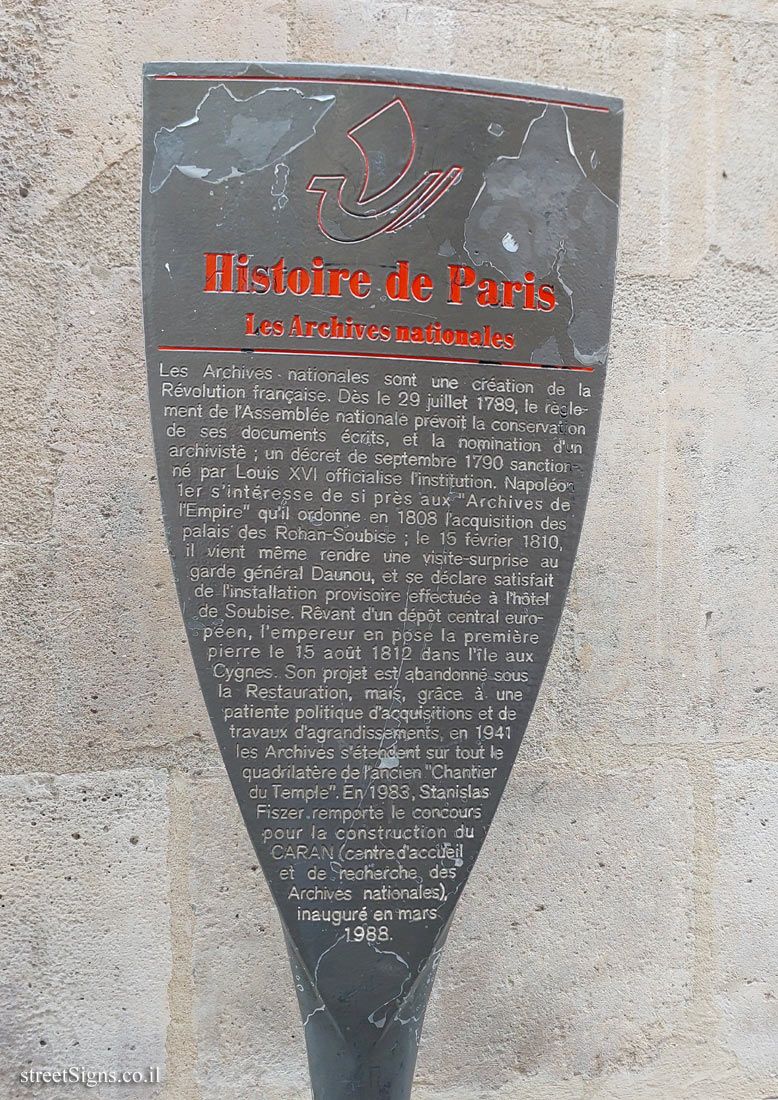 Histoire de Paris
Les Archives nationales
Les Archives nationales sont une création de la
Révolution française. Dès le 29 juillet 1789, le règle-
ment de l'Assemblée nationale prévoit la conservation
de ses documents écrits, et la nomination d'un
archiviste ; un décret de septembre 1790 sanction-
né par Louis XVI officialise l'institution. Napoléon
1er s'intéresse de si près aux "Archives de
l'Empire" qu'il ordonne en 1808 l'acquisition des
palais des Rohan-Soubise ; le 15 février 1810,
il vient même rendre une visite-surprise au
garde général Daunou, et se déclare satisfait
de l'installation provisoire effectuée à l'hôtel
de Soubise. Rêvant d'un dépôt central euro-
péen, l'empereur en pose la première
pierre le 15 août 1812 dans l'île aux
Cygnes. Son projet est abandonné sous
la Restauration, mais, grâce à une
patiente politique d'acquisitions et de
travaux d'agrandissements, en 1941
les Archives s'étendent sur tout le
quadrilatère de l'ancien "Chantier
du Temple". En 1983, Stanislas
Fiszer remporte le concours
pour la construction du
CARAN (centre d'accueil
et de recherche des
Archives nationales),
inauguré en mars
1988.
streetSigns.co.il